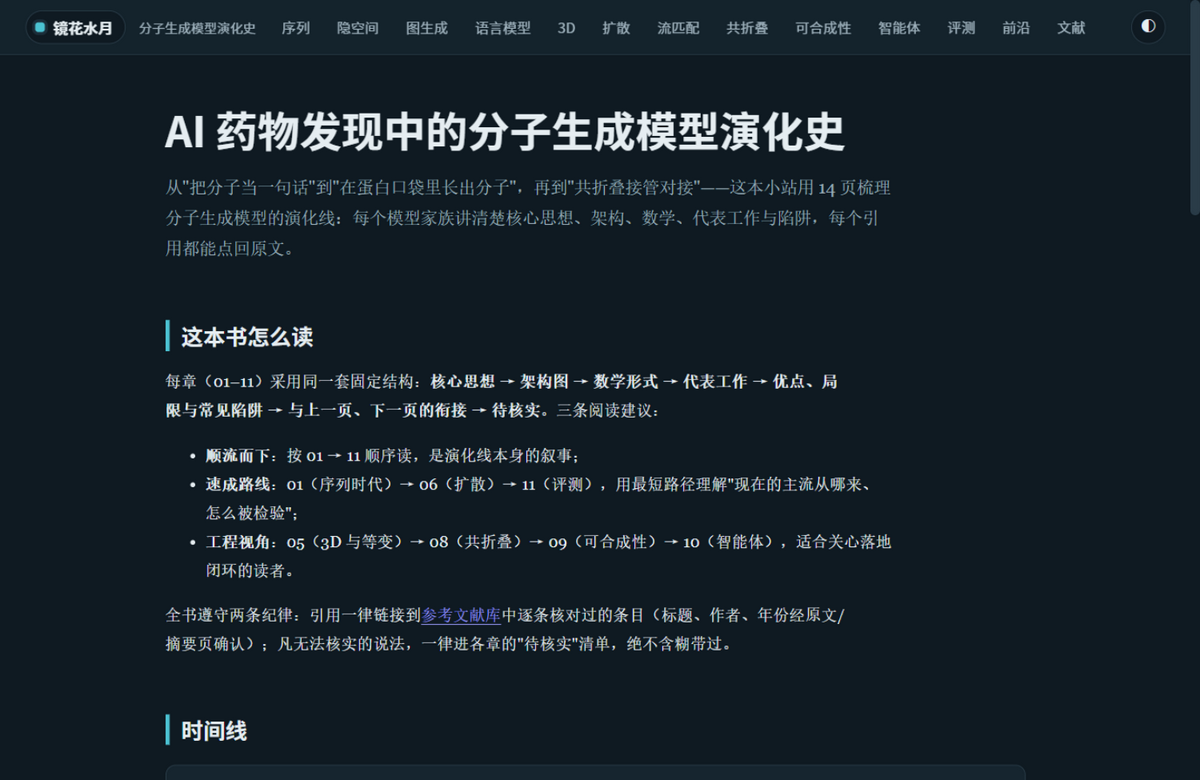 镜花水月 分子生成模型演化史 序列 隐空间 图生成 语言模型 3D 扩散 流匹配 共折叠 可合成性 智能体 评测 前沿 文献
AI 药物发现中的分子生成模型演化史
从"把分子当一句话"到"在蛋白口袋里长出分子"，再到"共折叠接管对接"——这本小站用 14 页梳理
分子生成模型的演化线：每个模型家族讲清楚核心思想、架构、数学、代表工作与陷阱，每个引
用都能点回原文。
这本书怎么读
每章（01–11）采用同一套固定结构：核心思想 → 架构图 → 数学形式 → 代表工作 → 优点、局
限与常见陷阱 → 与上一页、下一页的衔接 → 待核实。三条阅读建议：
• 顺流而下：按 01 → 11 顺序读，是演化线本身的叙事；
• 速成路线：01（序列时代）→ 06（扩散）→ 11（评测），用最短路径理解"现在的主流从哪来、
怎么被检验"；
• 工程视角：05（3D 与等变）→ 08（共折叠）→ 09（可合成性）→ 10（智能体），适合关心落地
闭环的读者。
全书遵守两条纪律：引用一律链接到参考文献库中逐条核对过的条目（标题、作者、年份经原文/
摘要页确认）；凡无法核实的说法，一律进各章的"待核实"清单，绝不含糊带过。
时间线